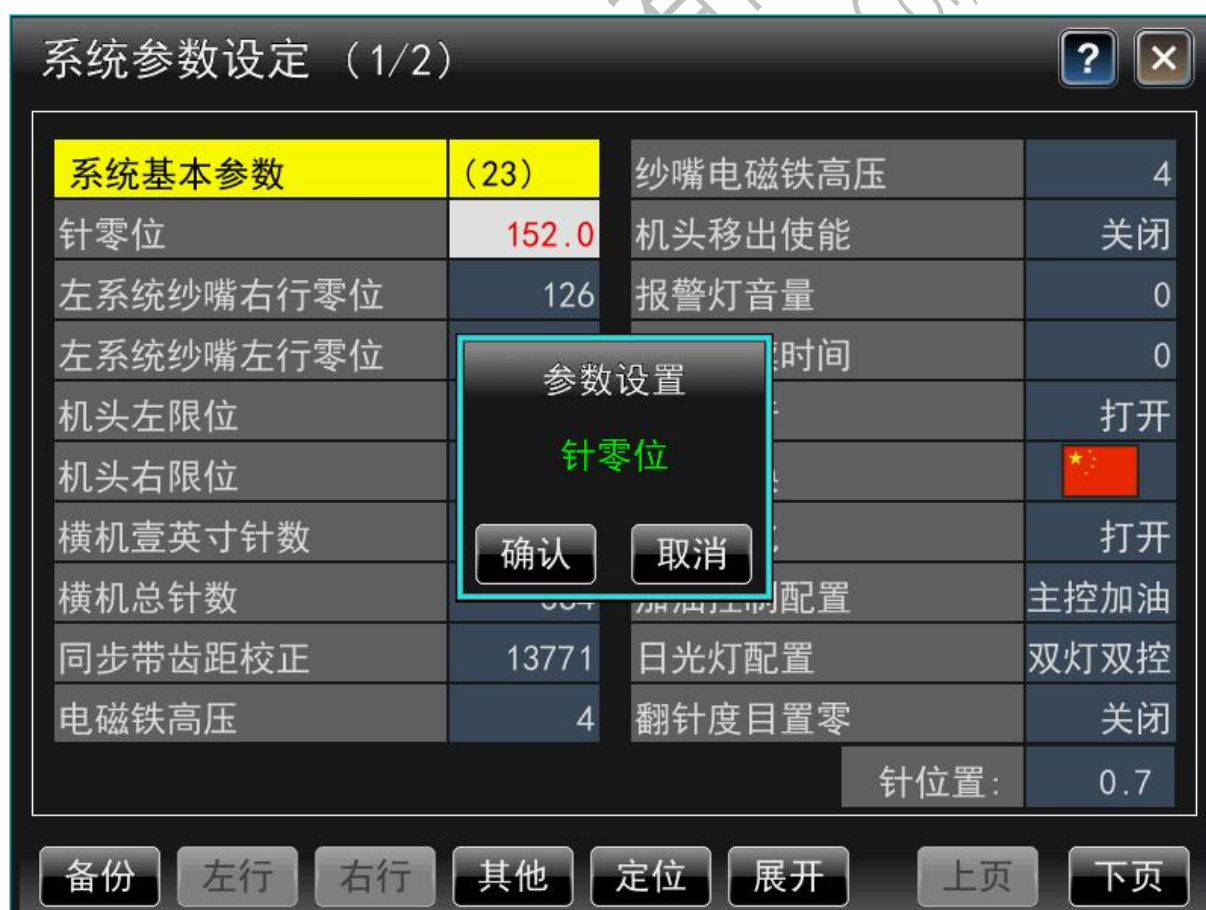 系统参数设定 （1/2）
?
×
系统基本参数 （23）
纱嘴电磁铁高压 4
针零位 152.0
机头移出使能 关闭
左系统纱嘴右行零位 126
报警灯音量 0
左系统纱嘴左行零位
时间 0
机头左限位
打开
机头右限位
横机壹英寸针数
打开
横机总针数
配置 主控加油
同步带齿距校正 13771
日光灯配置 双灯双控
电磁铁高压 4
翻针度目置零 关闭
针位置: 0.7
参数设置
针零位
确认 取消
备份 左行 右行 其他 定位 展开 上页 下页